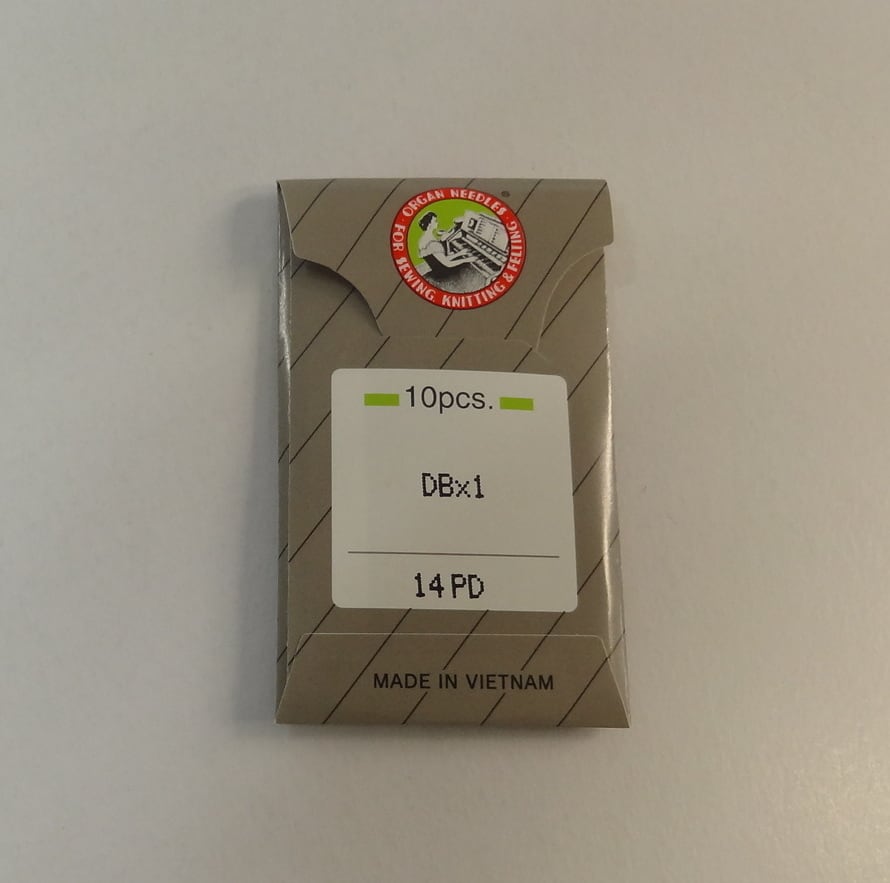 ORGAN NEEDLES
FOR SEWING, KNITTING & FELTING
®
10pcs.
DBx1
14 PD
MADE IN VIETNAM